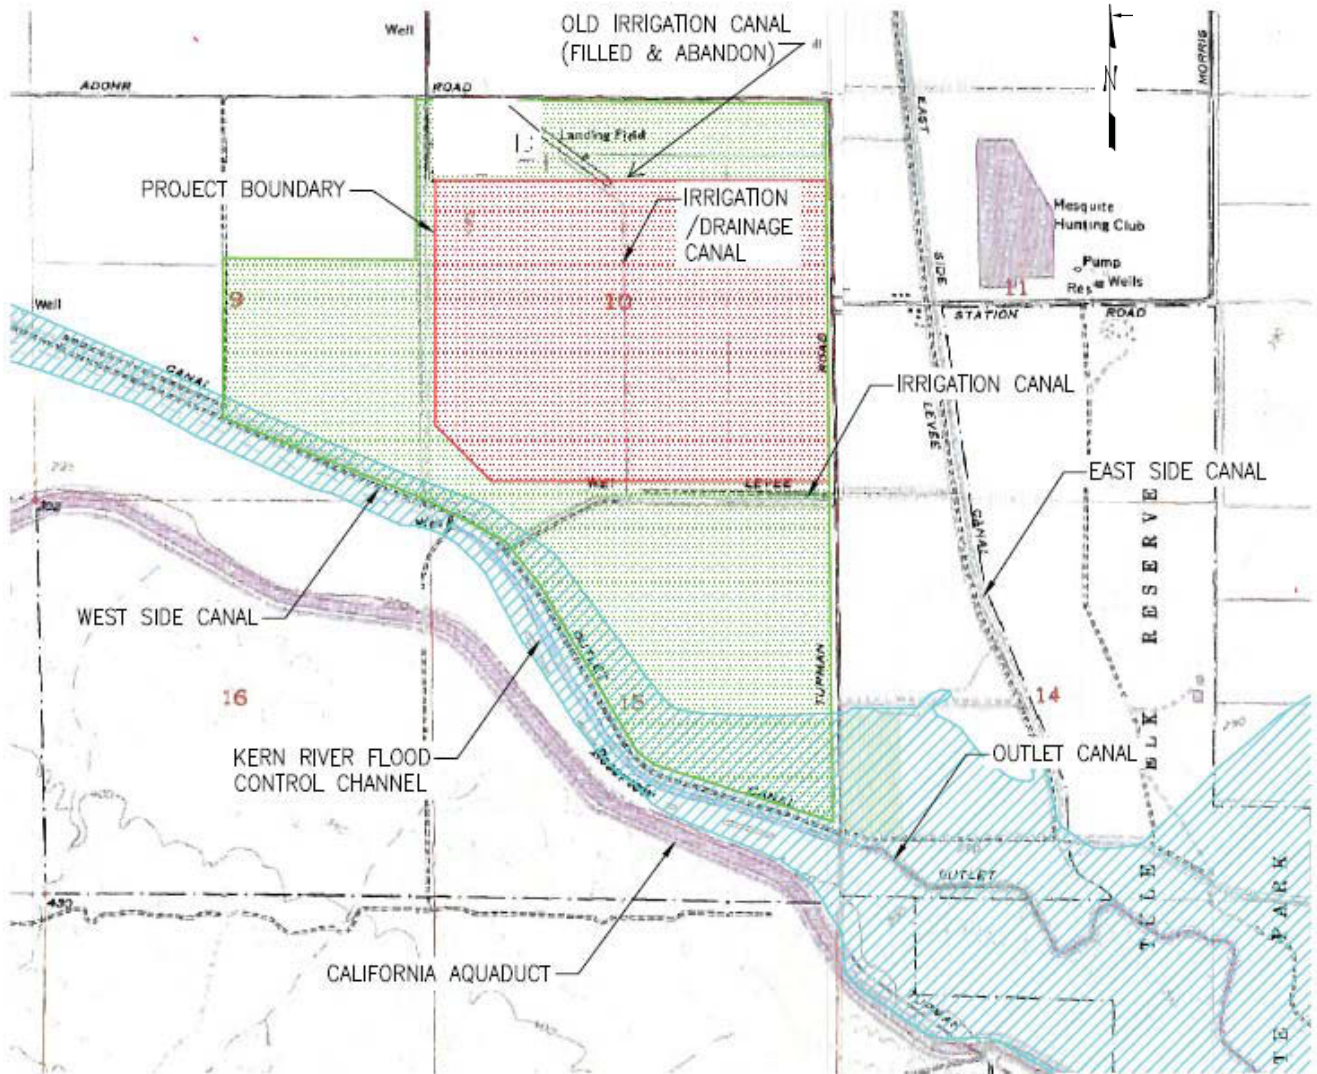 OLD IRRIGATION CANAL
(FILLED & ABANDON)
Well
ADOHR
ROAD
MORRIS
N
EAST
Landing Field
PROJECT BOUNDARY
IRRIGATION
/DRAINAGE
CANAL
Mesquite
Hunting Club
SIDE
Pump
Res
Wells
9
10
11
Well
STATION
ROAD
ROAD
CANAL
IRRIGATION CANAL
LEVEE
EAST SIDE CANAL
LEVEE
CANAL
WEST SIDE CANAL
OUTLET
TUPMAN
ELK RESERVE
16
15
14
KERN RIVER FLOOD
CONTROL CHANNEL
OUTLET CANAL
CANAL
OUTLET
TULE
PARK
CALIFORNIA AQUADUCT